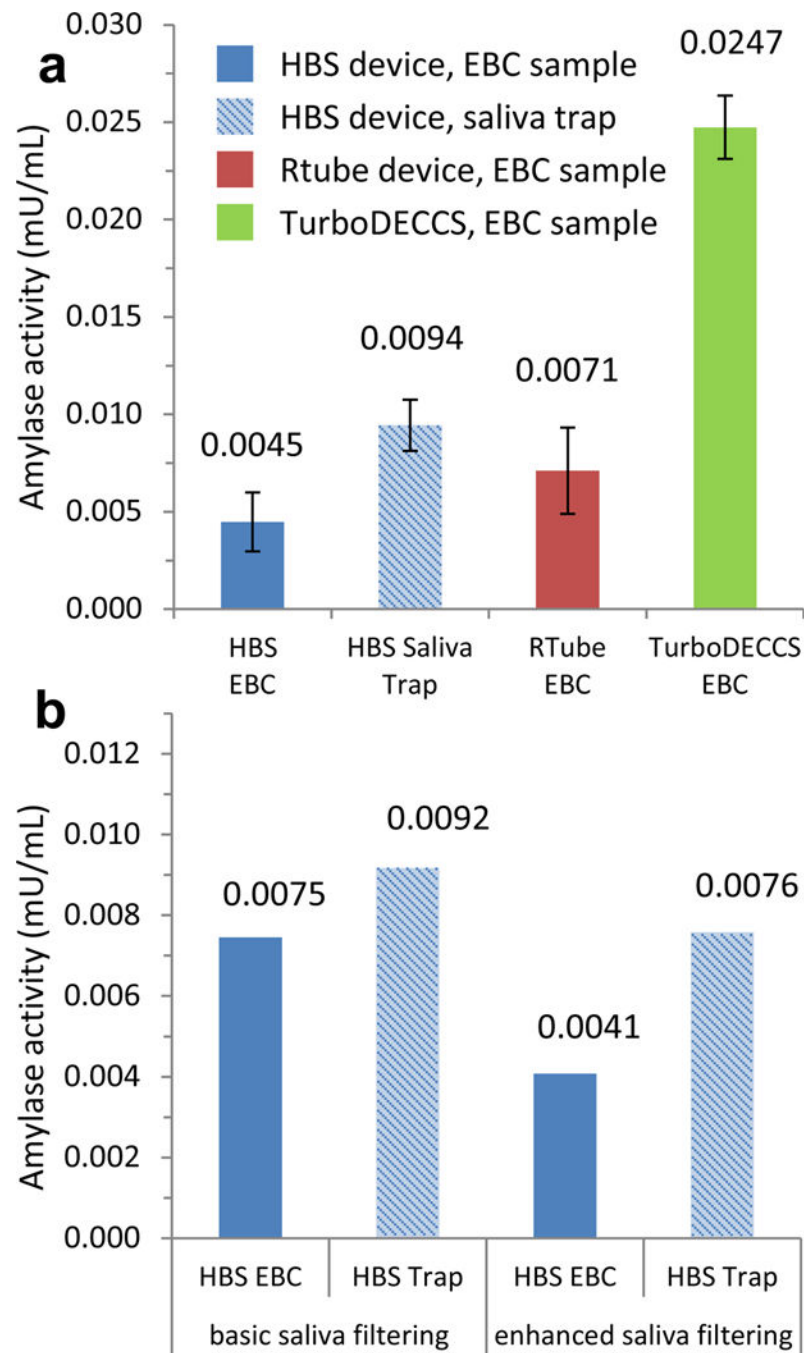 a
Amylase activity (mU/mL)
0.030
0.025
0.020
0.015
0.010
0.005
0.000
HBS device, EBC sample
HBS device, saliva trap
Rtube device, EBC sample
TurboDECCS, EBC sample
0.0045
0.0094
0.0071
0.0247
HBS
EBC
HBS Saliva
Trap
RTube
EBC
TurboDECCS
EBC
b
Amylase activity (mU/mL)
0.012
0.010
0.008
0.006
0.004
0.002
0.000
0.0075
0.0092
0.0041
0.0076
HBS EBC
HBS Trap
HBS EBC
HBS Trap
basic saliva filtering
enhanced saliva filtering